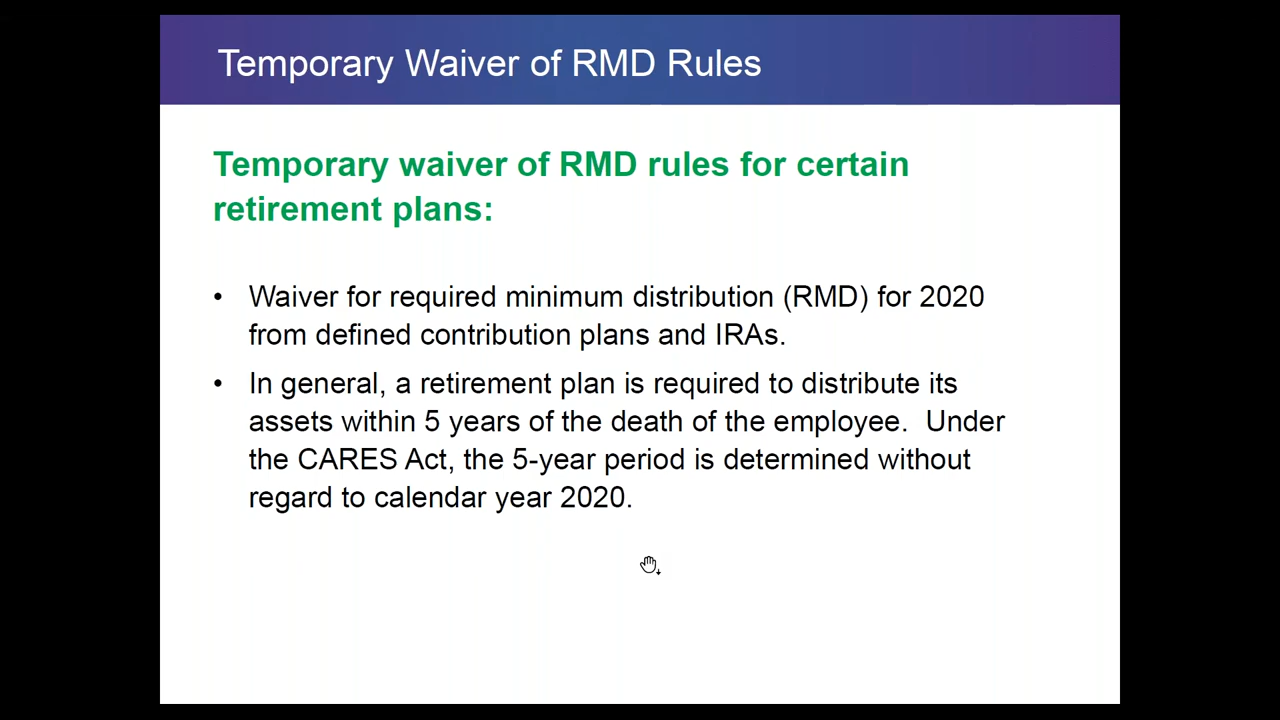 Temporary Waiver of RMD Rules
Temporary waiver of RMD rules for certain
retirement plans:
• Waiver for required minimum distribution (RMD) for 2020
from defined contribution plans and IRAs.
• In general, a retirement plan is required to distribute its
assets within 5 years of the death of the employee.  Under
the CARES Act, the 5-year period is determined without
regard to calendar year 2020.